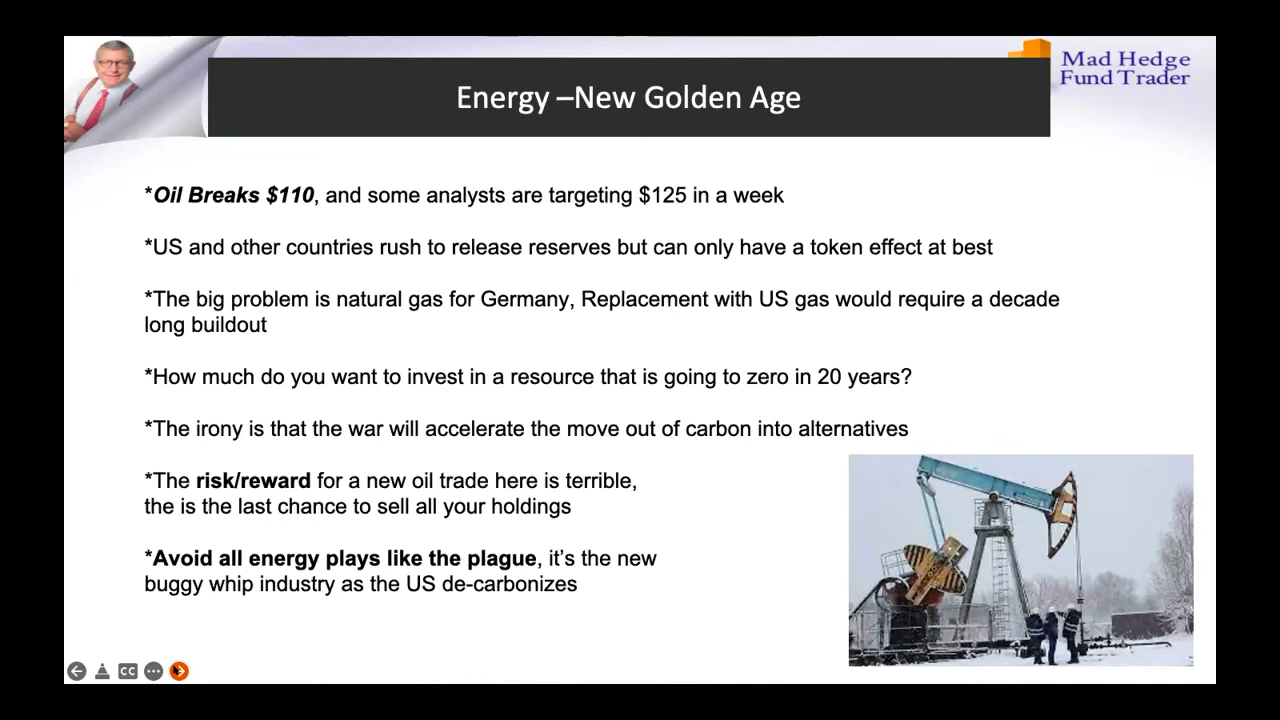 Mad Hedge
Fund Trader
Energy –New Golden Age
*Oil Breaks $110, and some analysts are targeting $125 in a week
*US and other countries rush to release reserves but can only have a token effect at best
*The big problem is natural gas for Germany, Replacement with US gas would require a decade
long buildout
*How much do you want to invest in a resource that is going to zero in 20 years?
*The irony is that the war will accelerate the move out of carbon into alternatives
*The risk/reward for a new oil trade here is terrible,
the is the last chance to sell all your holdings
*Avoid all energy plays like the plague, it’s the new
buggy whip industry as the US de-carbonizes
CC